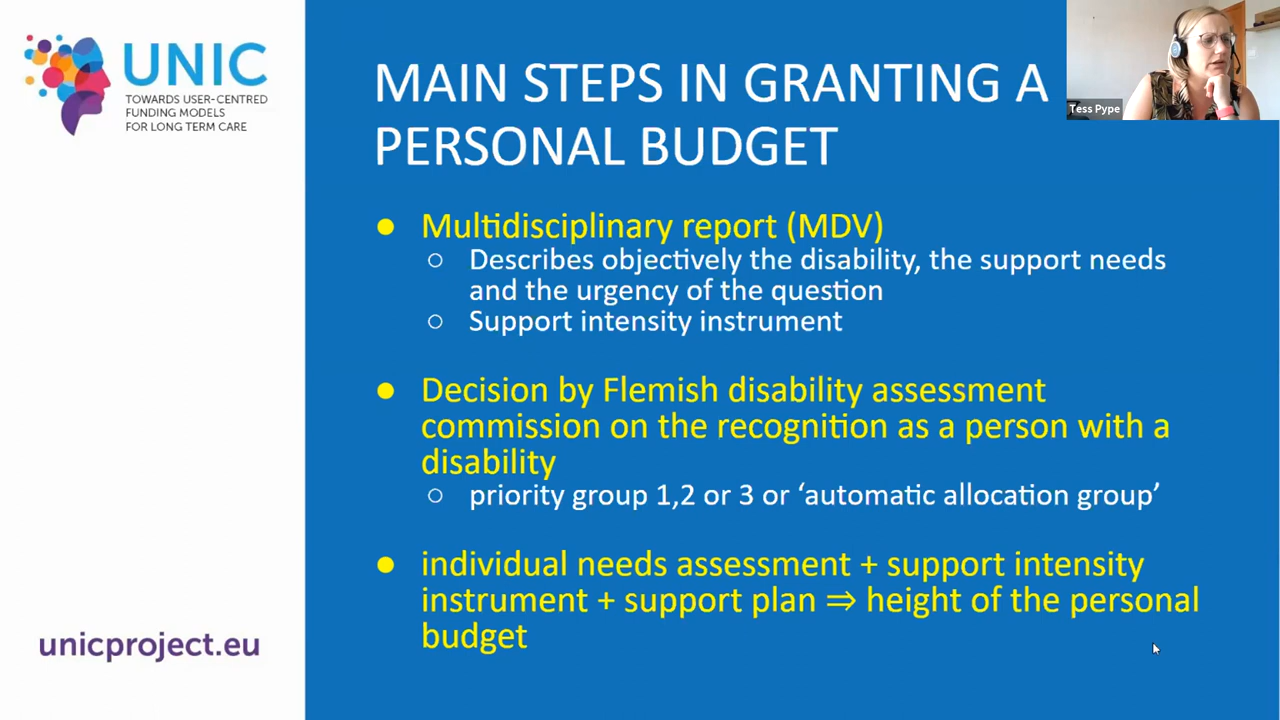 UNIC
TOWARDS USER-CENTRED
FUNDING MODELS
FOR LONG TERM CARE
MAIN STEPS IN GRANTING A
PERSONAL BUDGET
Tess Pype
● Multidisciplinary report (MDV)
○ Describes objectively the disability, the support needs
and the urgency of the question
○ Support intensity instrument
● Decision by Flemish disability assessment
commission on the recognition as a person with a
disability
○ priority group 1,2 or 3 or ‘automatic allocation group’
● individual needs assessment + support intensity
instrument + support plan ⇒ height of the personal
budget
unicproject.eu